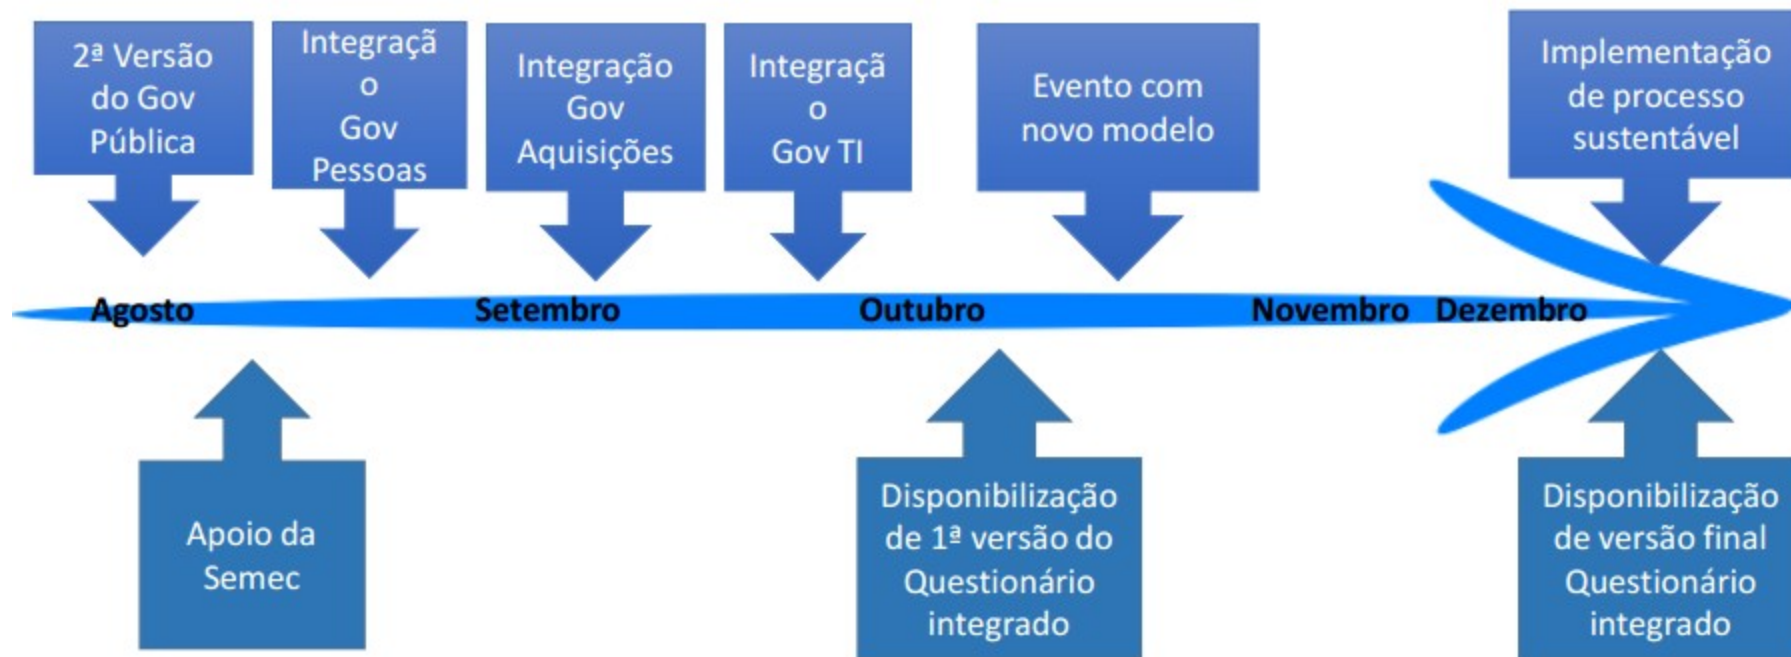 2ª Versão
do Gov
Pública
Integraçã
o
Gov
Pessoas
Integração
Gov
Aquisições
Integraçã
o
Gov TI
Evento com
novo modelo
Implementação
de processo
sustentável
Agosto
Setembro
Outubro
Novembro
Dezembro
Apoio da
Semec
Disponibilização
de 1ª versão do
Questionário
integrado
Disponibilização
de versão final
Questionário
integrado